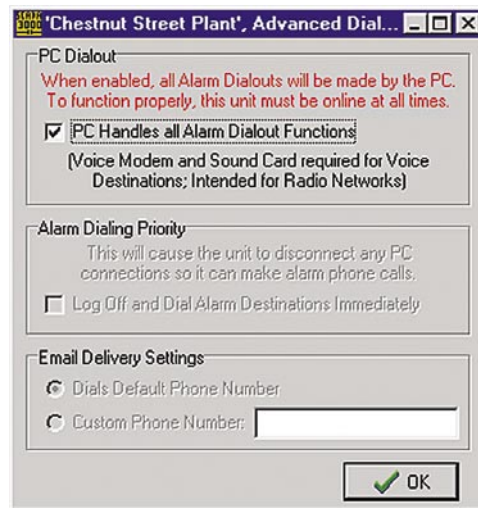 SCADA 3000 'Chestnut Street Plant', Advanced Dial...
PC Dialout
When enabled, all Alarm Dialouts will be made by the PC.
To function properly, this unit must be online at all times.
PC Handles all Alarm Dialout Functions
(Voice Modem and Sound Card required for Voice
Destinations; Intended for Radio Networks)
Alarm Dialing Priority
This will cause the unit to disconnect any PC
connections so it can make alarm phone calls.
Log Off and Dial Alarm Destinations Immediately
Email Delivery Settings
Dials Default Phone Number
Custom Phone Number:
OK